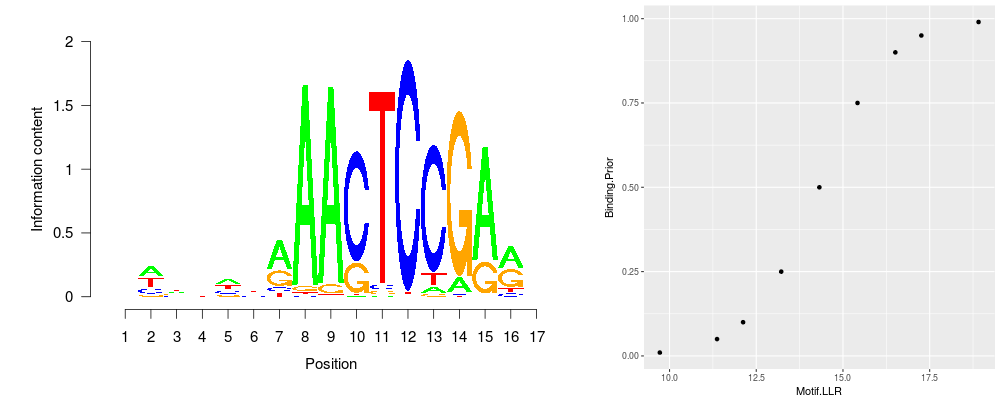 Information content
2
1.5
1
0.5
0
A A C T C C G A
1 2 3 4 5 6 7 8 9 10 11 12 13 14 15 16 17
Position
Binding.Prior
1.00
0.75
0.50
0.25
0.00
10.0 12.5 15.0 17.5
Motif.LLR